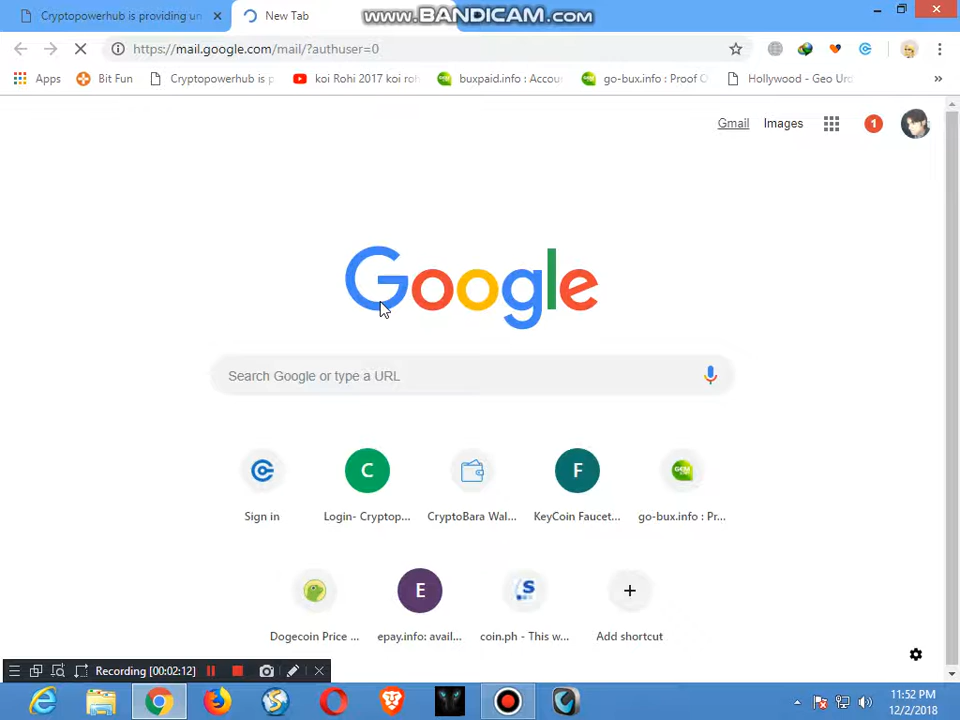 Cryptopowerhub is providing un
New Tab
WWW.BANDICAM.COM
https://mail.google.com/mail/?authuser=0
Apps
Bit Fun
Cryptopowerhub is p
koi Rohi 2017 koi roh
buxpaid.info : Accou
go-bux.info : Proof O
Hollywood - Geo Urd
Gmail
Images
1
Google
Search Google or type a URL
C
F
GEM
Sign in
Login- Cryptop...
CryptoBara Wal...
KeyCoin Faucet...
go-bux.info : Pr...
E
S
Dogecoin Price ...
epay.info: avail...
coin.ph - This w...
Add shortcut
Recording [00:02:12]
11:52 PM
12/2/2018